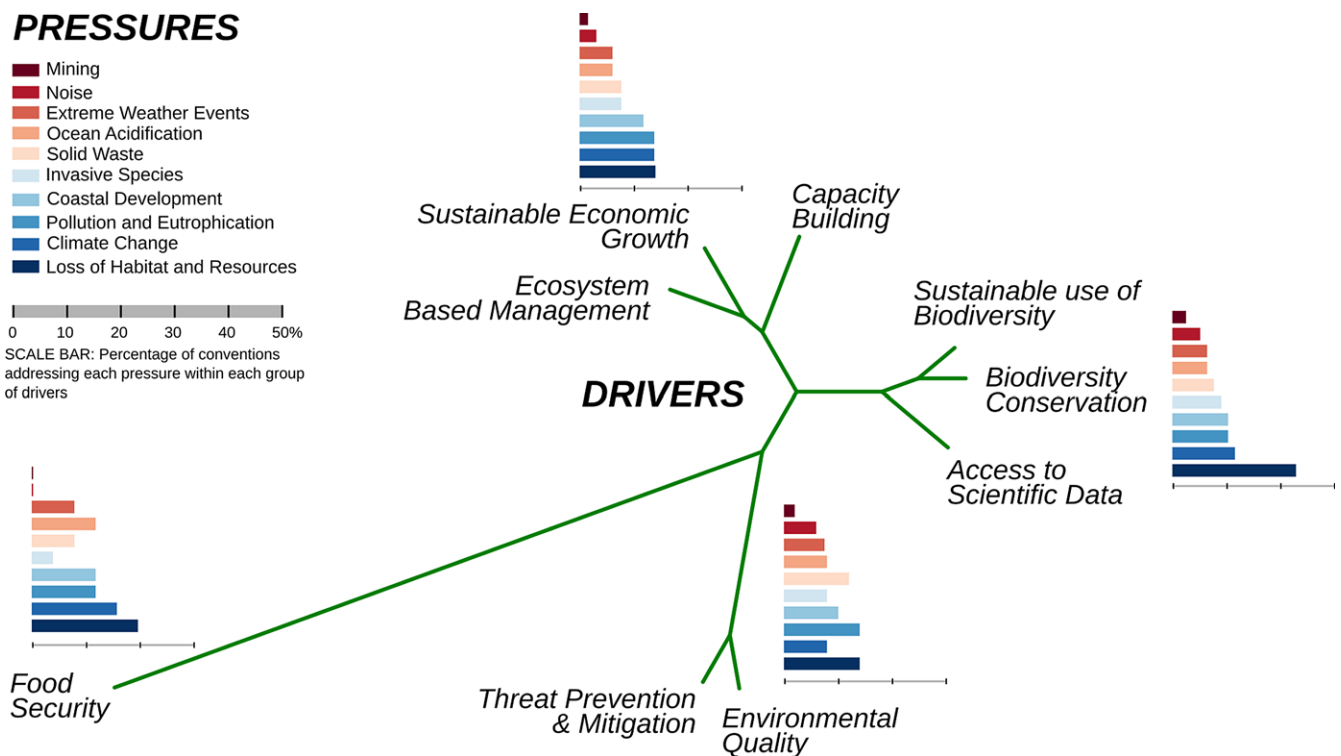 PRESSURES
Mining
Noise
Extreme Weather Events
Ocean Acidification
Solid Waste
Invasive Species
Coastal Development
Pollution and Eutrophication
Climate Change
Loss of Habitat and Resources
0 10 20 30 40 50%
SCALE BAR: Percentage of conventions
addressing each pressure within each group
of drivers
Sustainable Economic
Growth
Capacity
Building
Ecosystem
Based Management
Sustainable use of
Biodiversity
DRIVERS
Biodiversity
Conservation
Access to
Scientific Data
Food
Security
Threat Prevention
& Mitigation
Environmental
Quality